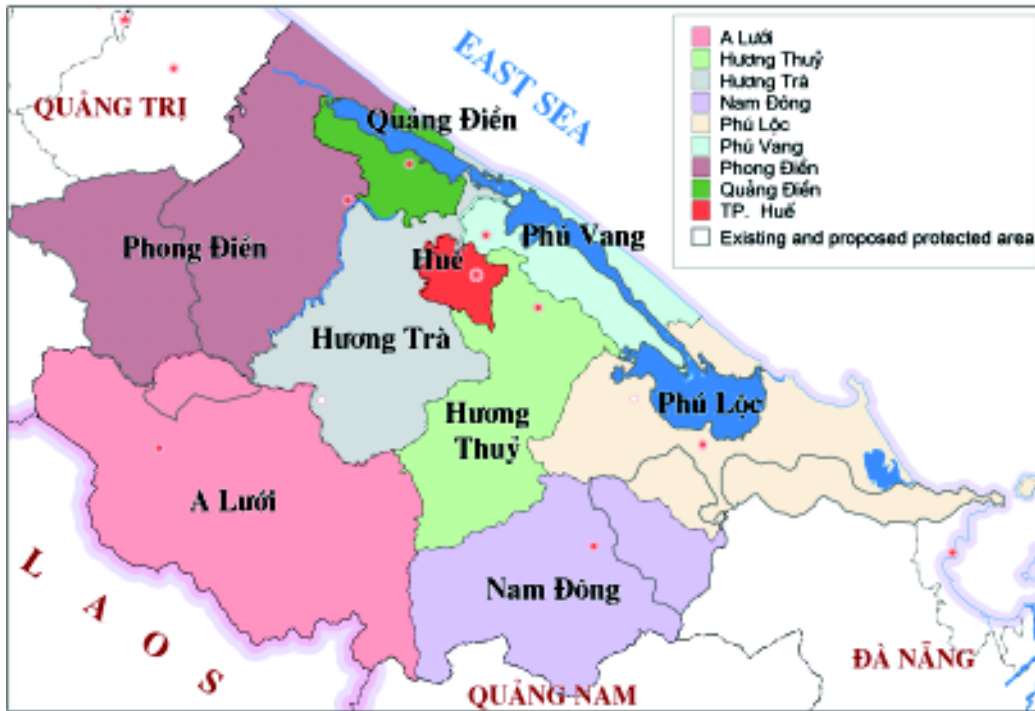 EAST SEA
QUẢNG TRỊ
Quảng Điền
Phú Vang
Phong Điền
Huế
Hương Trà
Phú Lộc
Hương
Thuỷ
A Lưới
Nam Đông
LAOS
QUẢNG NAM
ĐÀ NẴNG
A Lưới
Hương Thuỷ
Hương Trà
Nam Đông
Phú Lộc
Phú Vang
Phong Điền
Quảng Điền
TP. Huế
Existing and proposed protected area